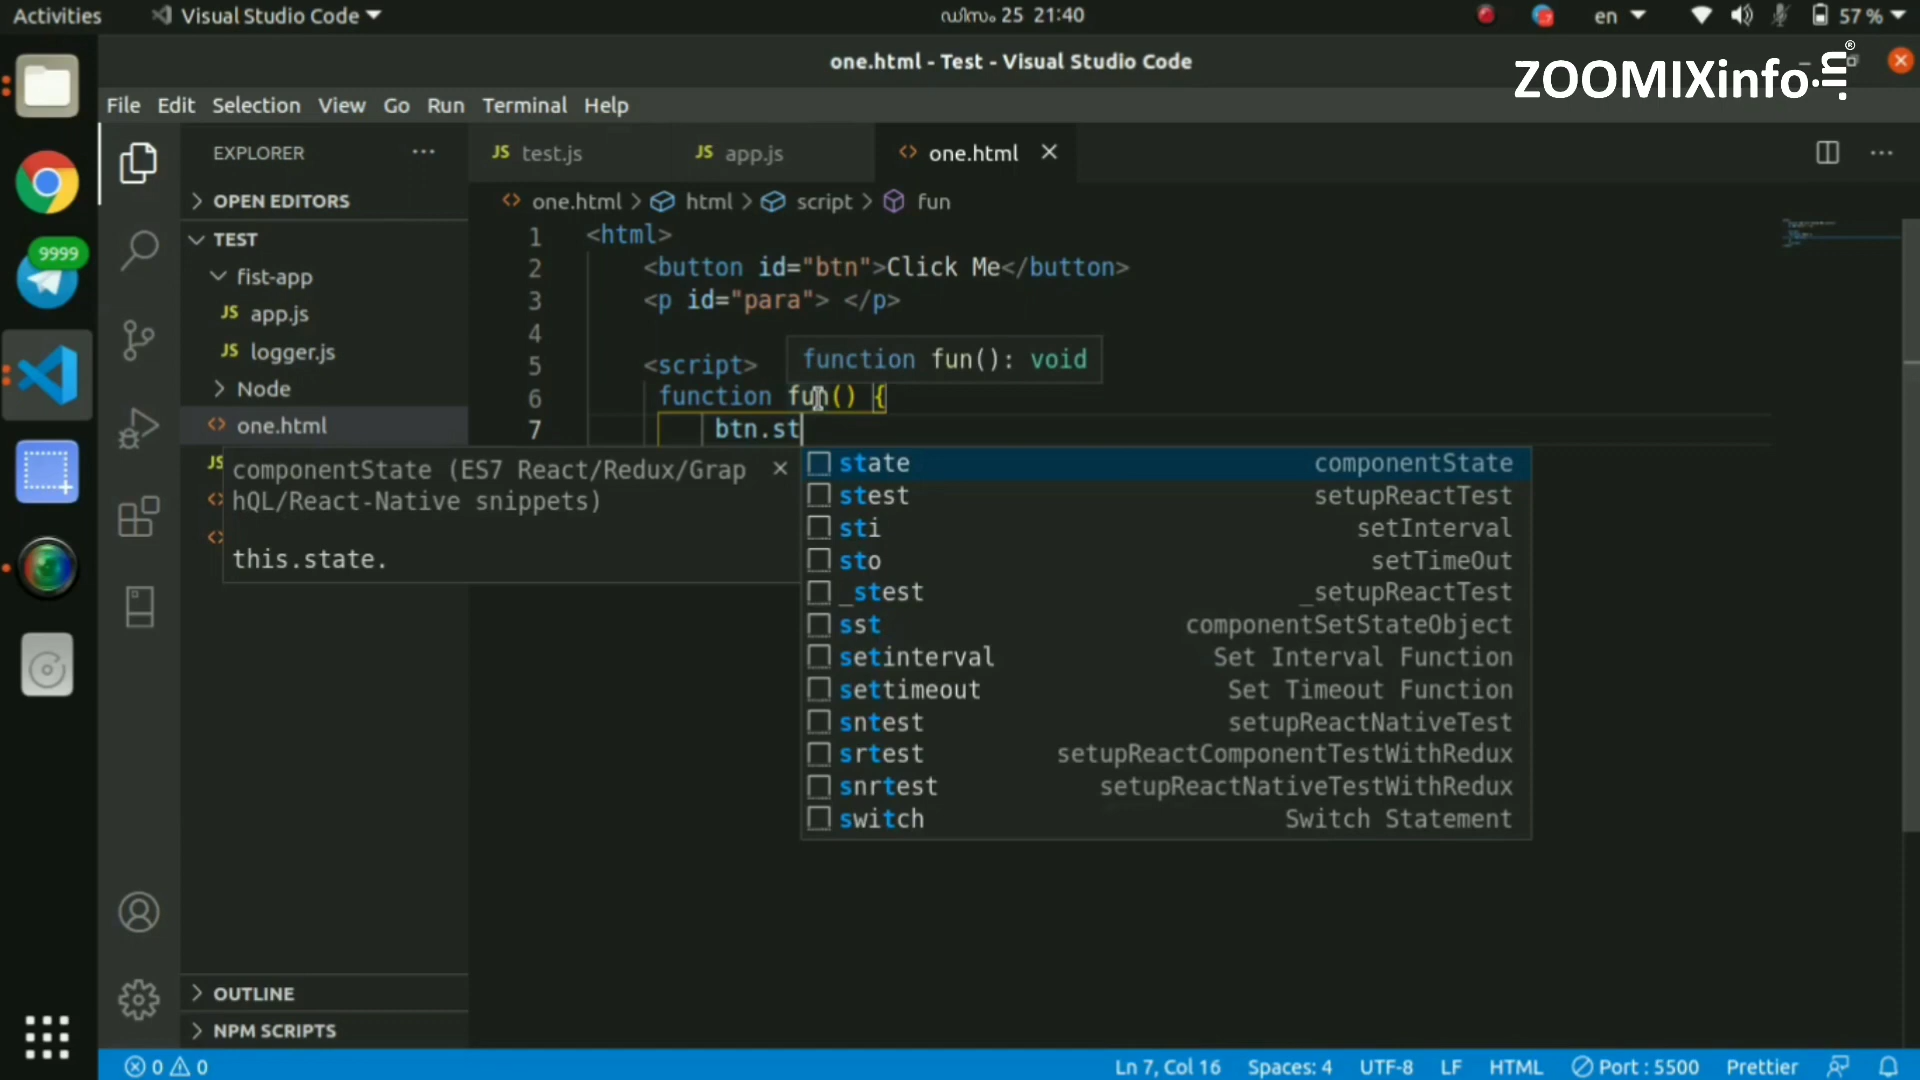 Activities
Visual Studio Code
ഡിസം 25 21:40
en
57 %
one.html - Test - Visual Studio Code
ZOOMIXinfo.in®
File Edit Selection View Go Run Terminal Help
EXPLORER
JS test.js
JS app.js
<> one.html
9999
OPEN EDITORS
TEST
fist-app
JS app.js
JS logger.js
Node
<> one.html
JS
<>
<>
one.html > html > script > fun
1 <html>
2 <button id="btn">Click Me</button>
3 <p id="para"> </p>
4
5 <script>
function fun(): void
6 function fun() {
7 btn.st
componentState (ES7 React/Redux/Grap
hQL/React-Native snippets)
this.state.
state componentState
stest setupReactTest
sti setInterval
sto setTimeOut
_stest _setupReactTest
sst componentSetStateObject
setinterval Set Interval Function
settimeout Set Timeout Function
sntest setupReactNativeTest
srtest setupReactComponentTestWithRedux
snrtest setupReactNativeTestWithRedux
switch Switch Statement
OUTLINE
NPM SCRIPTS
0 0
Ln 7, Col 16
Spaces: 4
UTF-8
LF
HTML
Port : 5500
Prettier